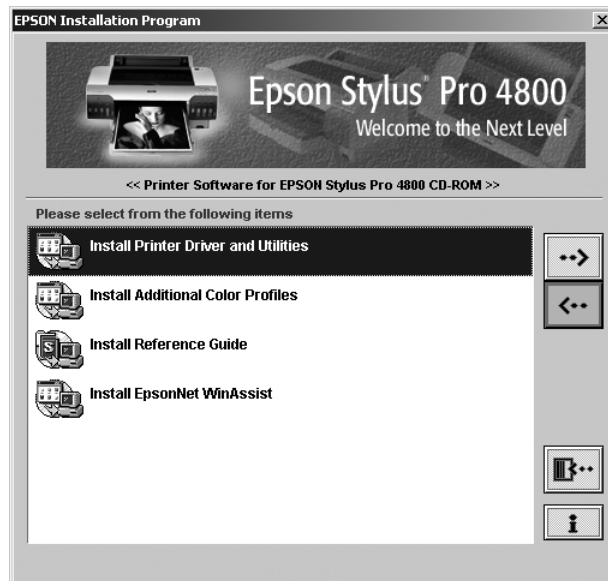 EPSON Installation Program
Epson Stylus® Pro 4800
Welcome to the Next Level
<< Printer Software for EPSON Stylus Pro 4800 CD-ROM >>
Please select from the following items
Install Printer Driver and Utilities
Install Additional Color Profiles
Install Reference Guide
Install EpsonNet WinAssist